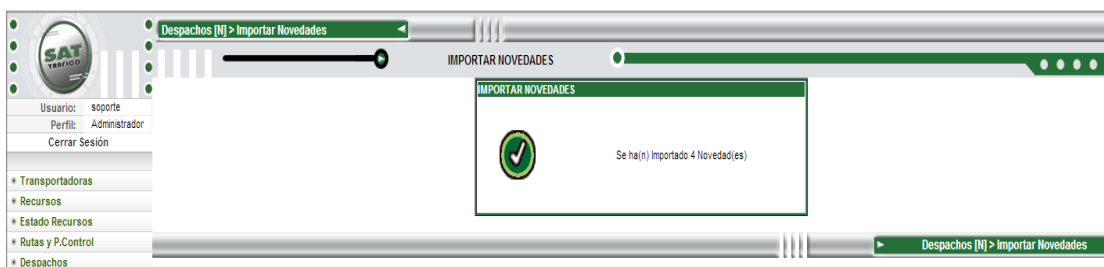 Despachos [N] > Importar Novedades
SAT
TRAFICO
IMPORTAR NOVEDADES
IMPORTAR NOVEDADES
Se ha(n) Importado 4 Novedad(es)
Usuario: soporte
Perfil: Administrador
Cerrar Sesión
Transportadoras
Recursos
Estado Recursos
Rutas y P.Control
Despachos
Despachos [N] > Importar Novedades